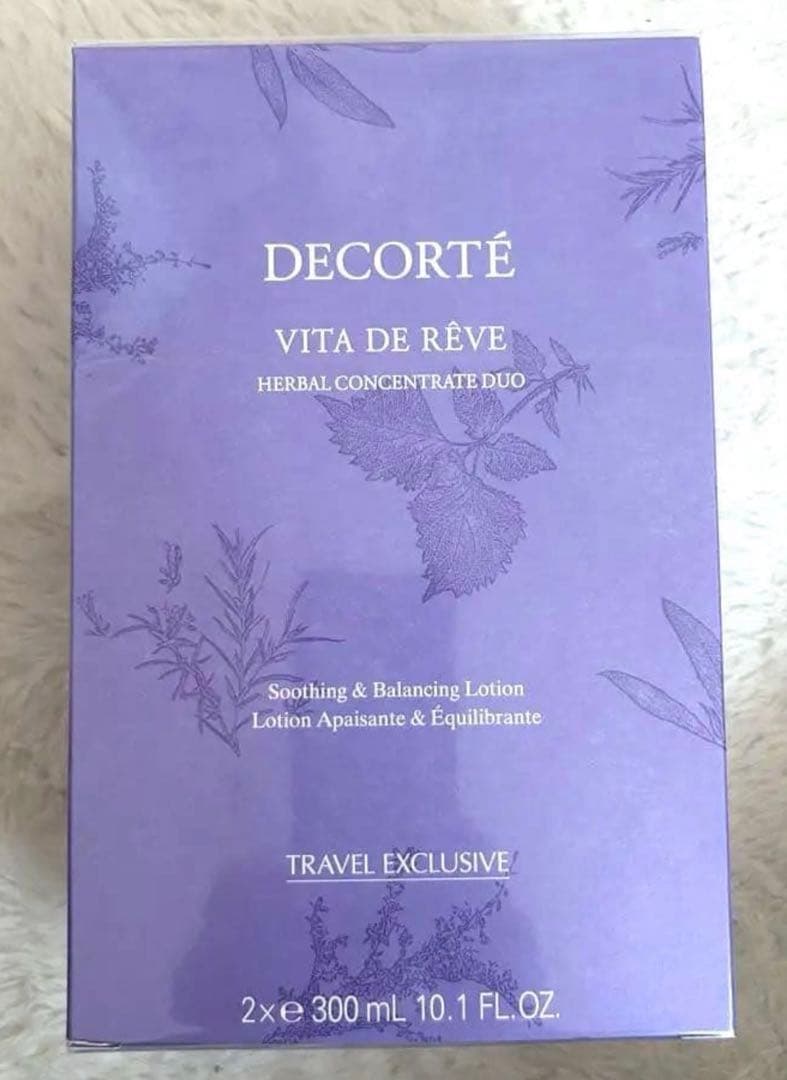 DECORTÉ
VITA DE RÊVE
HERBAL CONCENTRATE DUO
Soothing & Balancing Lotion
Lotion Apaisante & Équilibrante
TRAVEL EXCLUSIVE
2x℮ 300 mL 10.1 FL.OZ.